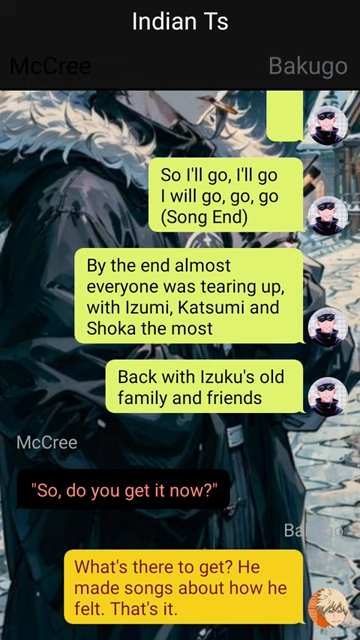 Indian Ts
McCree
Bakugo
So I'll go, I'll go
I will go, go, go
(Song End)
By the end almost
everyone was tearing up,
with Izumi, Katsumi and
Shoka the most
Back with Izuku's old
family and friends
McCree
"So, do you get it now?"
Bakugo
What's there to get? He
made songs about how he
felt. That's it.